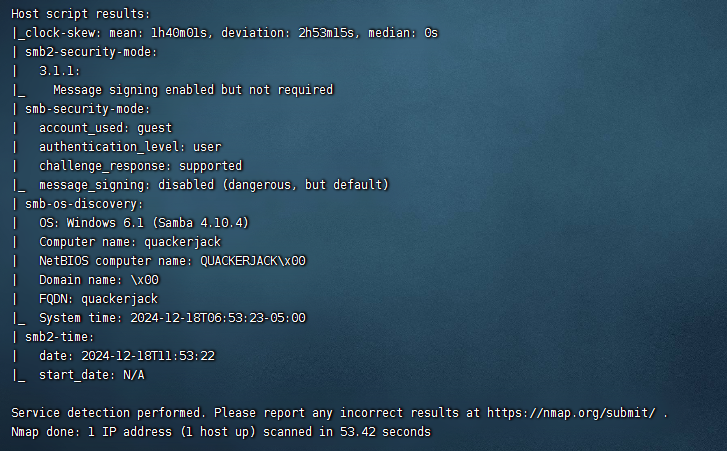 Host script results:
|_clock-skew: mean: 1h40m01s, deviation: 2h53m15s, median: 0s
| smb2-security-mode:
|   3.1.1:
|_    Message signing enabled but not required
| smb-security-mode:
|   account_used: guest
|   authentication_level: user
|   challenge_response: supported
|_  message_signing: disabled (dangerous, but default)
| smb-os-discovery:
|   OS: Windows 6.1 (Samba 4.10.4)
|   Computer name: quackerjack
|   NetBIOS computer name: QUACKERJACK\x00
|   Domain name: \x00
|   FQDN: quackerjack
|_  System time: 2024-12-18T06:53:23-05:00
| smb2-time:
|   date: 2024-12-18T11:53:22
|_  start_date: N/A
Service detection performed. Please report any incorrect results at https://nmap.org/submit/ .
Nmap done: 1 IP address (1 host up) scanned in 53.42 seconds